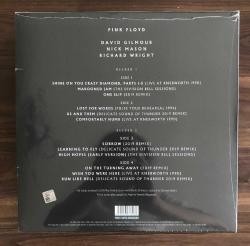 PINK FLOYD
DAVID GILMOUR
NICK MASON
RICHARD WRIGHT
RECORD 1
SIDE 1
SHINE ON YOU CRAZY DIAMOND, PARTS 1-5 (LIVE AT KNEBWORTH 1990)
MAROONED JAM (THE DIVISION BELL SESSIONS)
ONE SLIP (2019 REMIX)
SIDE 2
LOST FOR WORDS (PULSE TOUR REHEARSAL 1994)
US AND THEM (DELICATE SOUND OF THUNDER 2019 REMIX)
COMFORTABLY NUMB (LIVE AT KNEBWORTH 1990)
RECORD 2
SIDE 3
SORROW (2019 REMIX)
LEARNING TO FLY (DELICATE SOUND OF THUNDER 2019 REMIX)
HIGH HOPES (EARLY VERSION) (THE DIVISION BELL SESSIONS)
SIDE 4
ON THE TURNING AWAY (2019 REMIX)
WISH YOU WERE HERE (LIVE AT KNEBWORTH 1990)
RUN LIKE HELL (DELICATE SOUND OF THUNDER 2019 REMIX)